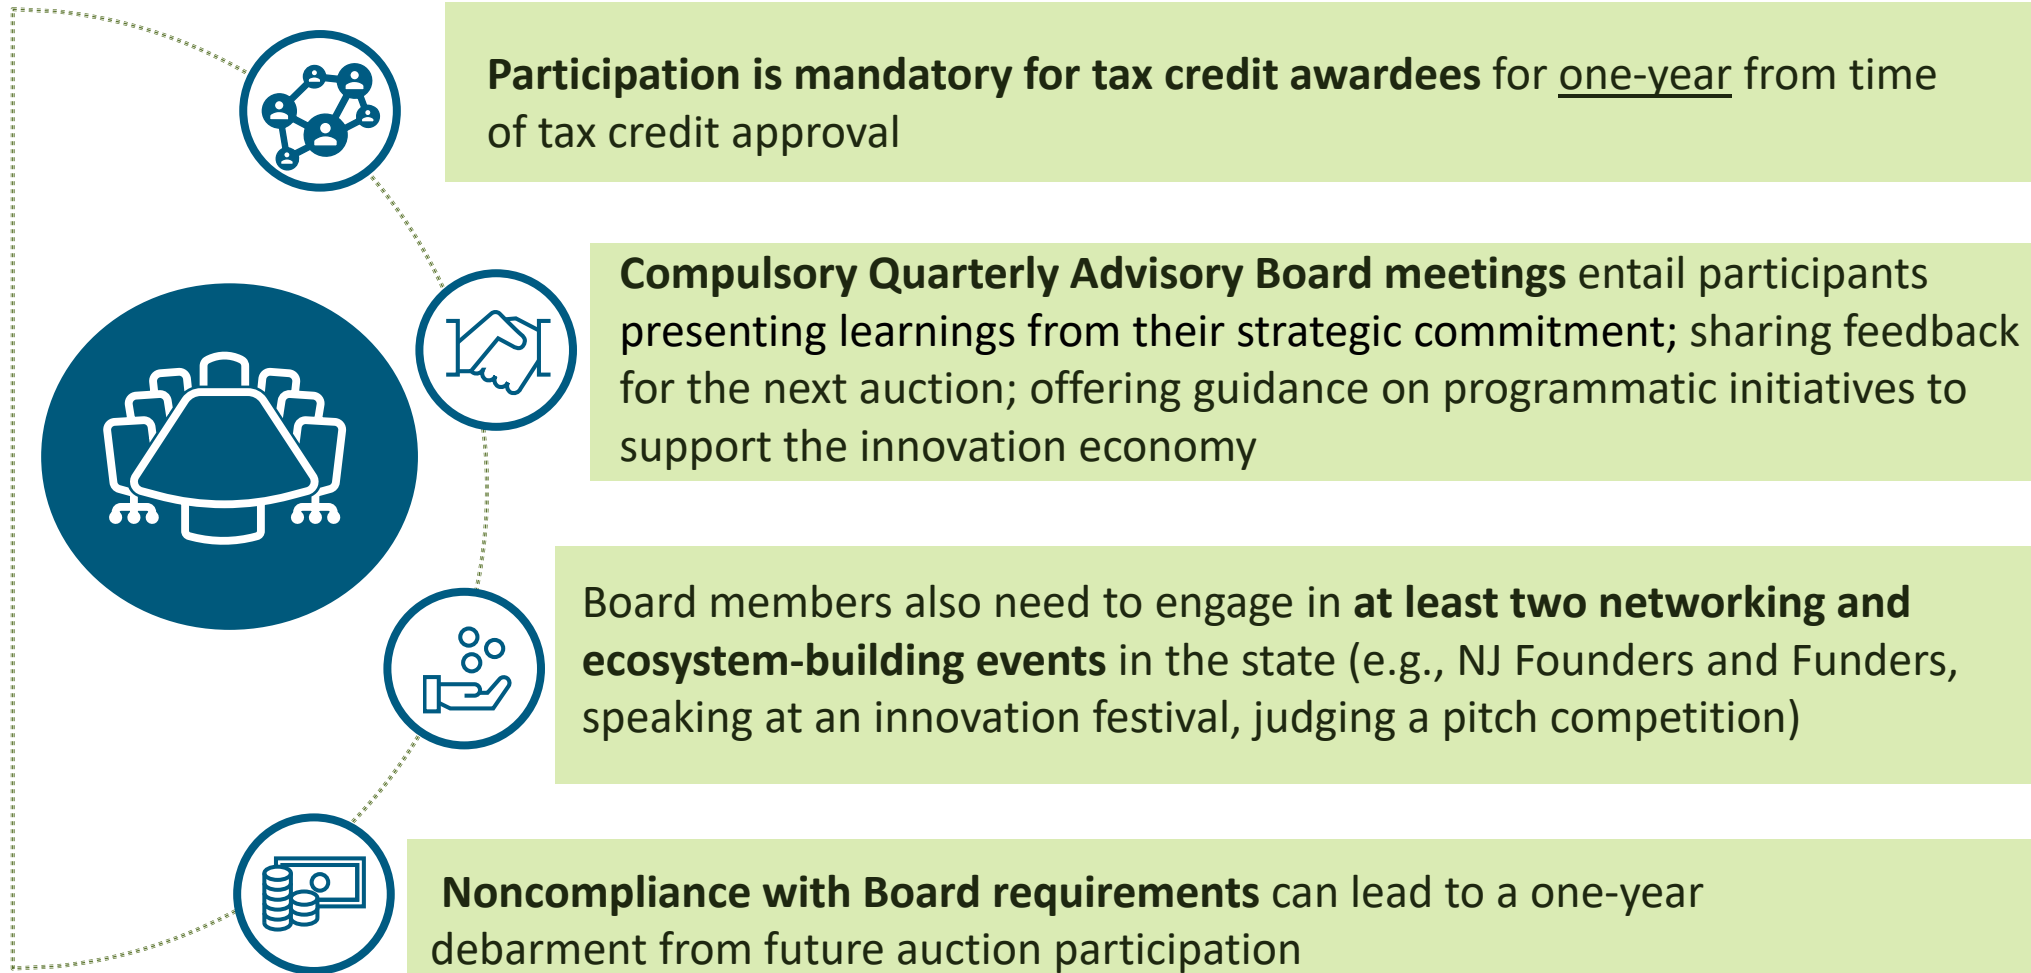 Participation is mandatory for tax credit awardees for one-year from time
of tax credit approval
Compulsory Quarterly Advisory Board meetings entail participants
presenting learnings from their strategic commitment; sharing feedback
for the next auction; offering guidance on programmatic initiatives to
support the innovation economy
Board members also need to engage in at least two networking and
ecosystem-building events in the state (e.g., NJ Founders and Funders,
speaking at an innovation festival, judging a pitch competition)
Noncompliance with Board requirements can lead to a one-year
debarment from future auction participation